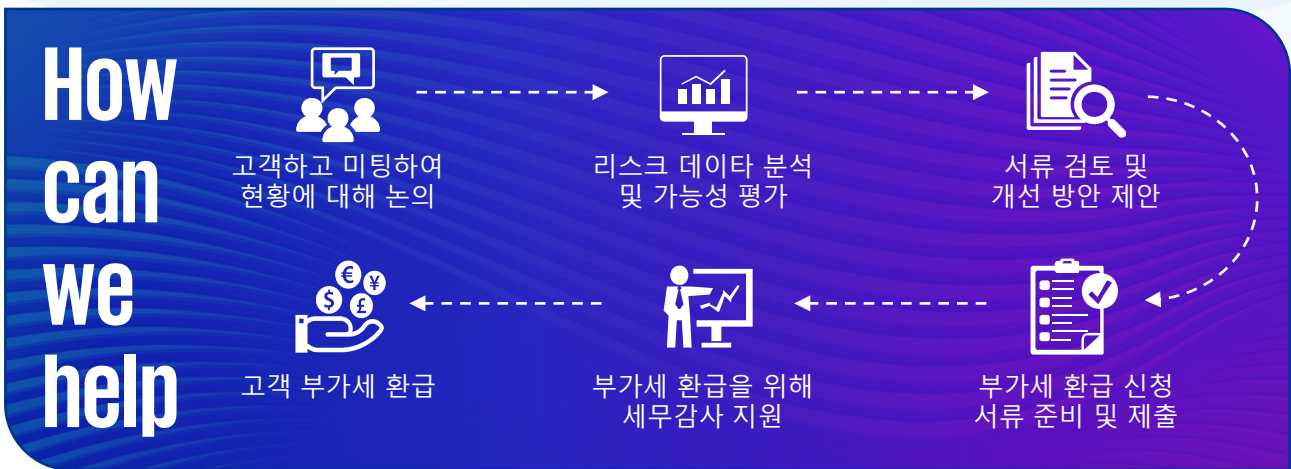 How
can
we
help
고객하고 미팅하여
현황에 대해 논의
리스크 데이타 분석
및 가능성 평가
서류 검토 및
개선 방안 제안
부가세 환급 신청
서류 준비 및 제출
부가세 환급을 위해
세무감사 지원
€
¥
$
£
고객 부가세 환급